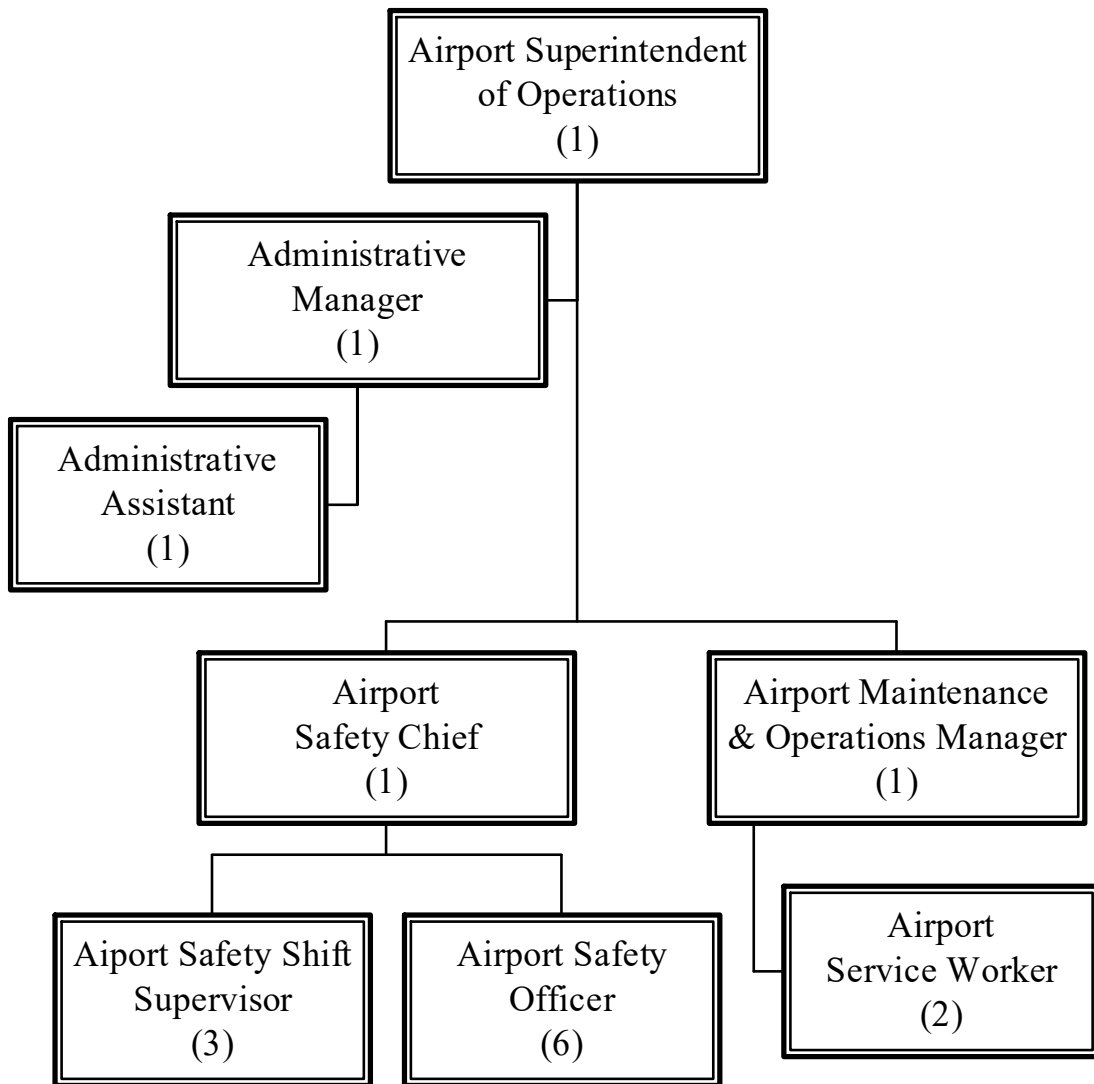 Airport Superintendent
of Operations
(1)
Administrative
Manager
(1)
Administrative
Assistant
(1)
Airport
Safety Chief
(1)
Airport Maintenance
& Operations Manager
(1)
Aiport Safety Shift
Supervisor
(3)
Airport Safety
Officer
(6)
Airport
Service Worker
(2)